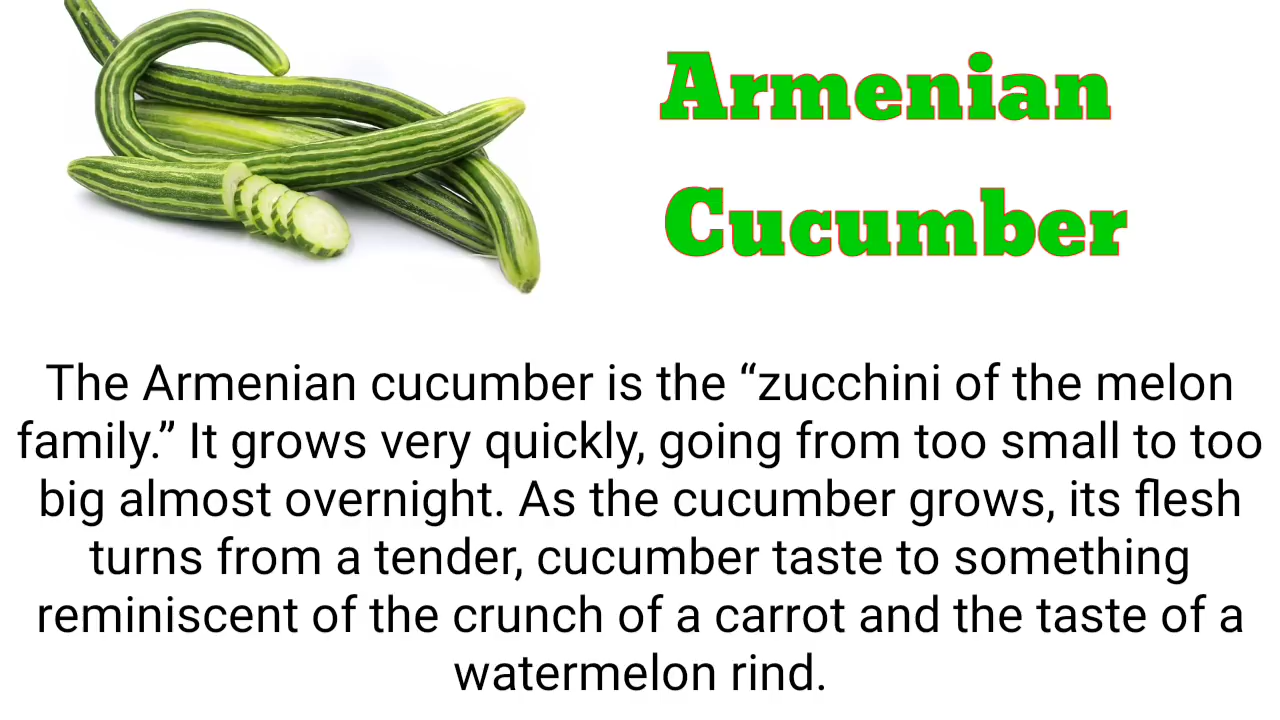 Armenian
Cucumber
The Armenian cucumber is the “zucchini of the melon
family.” It grows very quickly, going from too small to too
big almost overnight. As the cucumber grows, its flesh
turns from a tender, cucumber taste to something
reminiscent of the crunch of a carrot and the taste of a
watermelon rind.